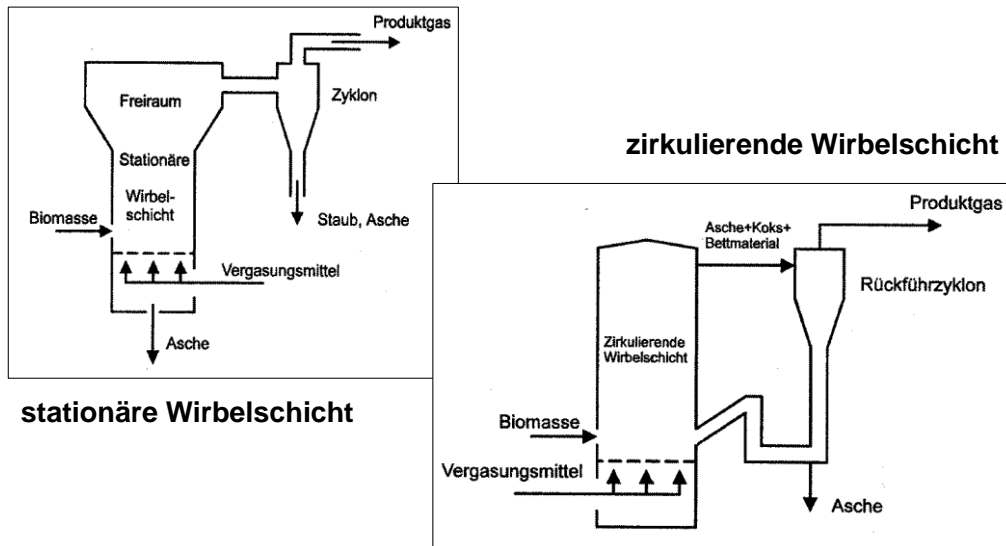 Produktgas
Freiraum
Zyklon
Stationäre
Wirbel-
schicht
Biomasse
Staub, Asche
Vergasungsmittel
Asche
stationäre Wirbelschicht
zirkulierende Wirbelschicht
Produktgas
Asche+Koks+
Bettmaterial
Rückführzyklon
Zirkulierende
Wirbelschicht
Biomasse
Vergasungsmittel
Asche